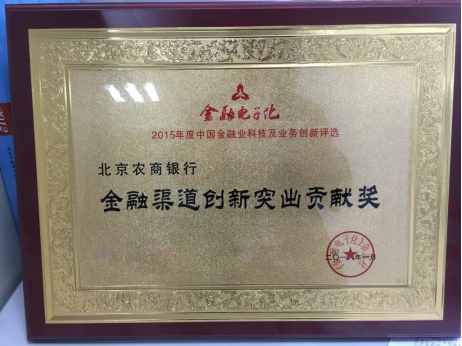 金融电子化
2015年度中国金融业科技及业务创新评选
北京农商银行
金融渠道创新突出贡献奖